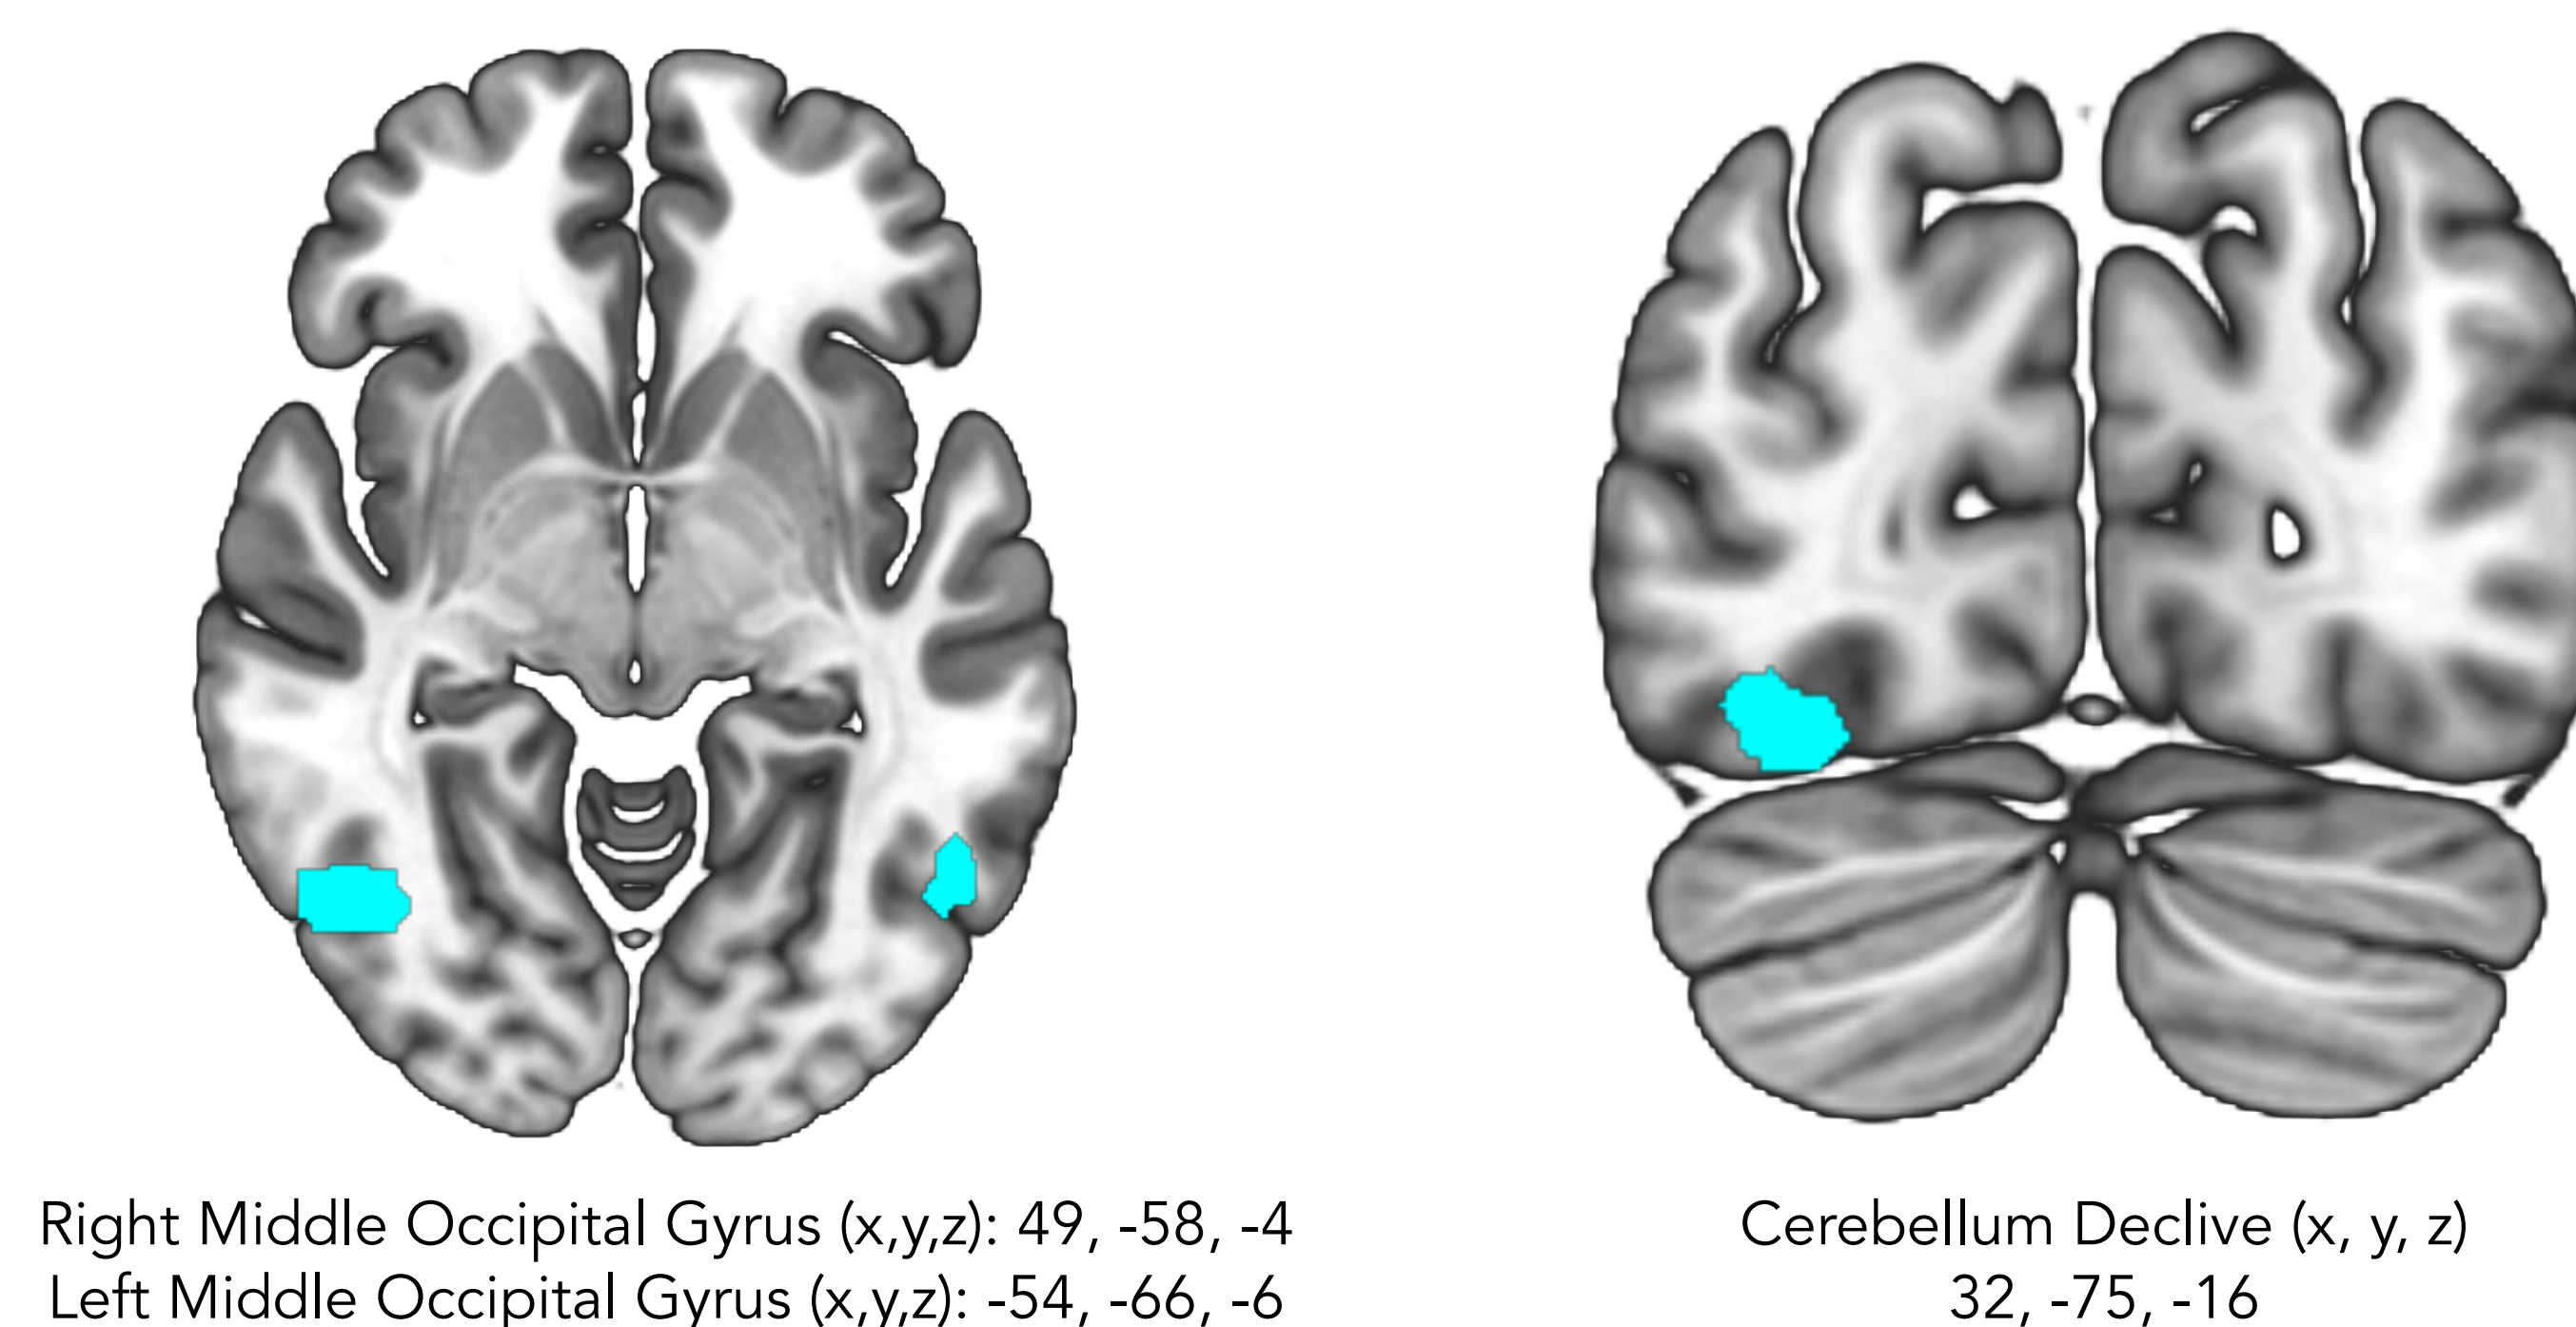 Right Middle Occipital Gyrus (x,y,z): 49, -58, -4
Left Middle Occipital Gyrus (x,y,z): -54, -66, -6
Cerebellum Declive (x, y, z)
32, -75, -16